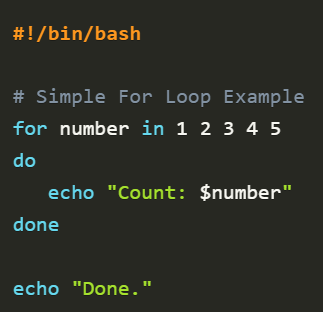 #!/bin/bash

# Simple For Loop Example
for number in 1 2 3 4 5
do
   echo "Count: $number"
done

echo "Done."